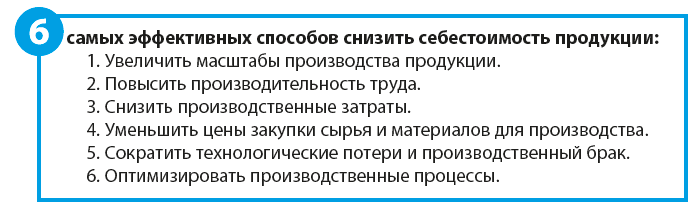 6
самых эффективных способов снизить себестоимость продукции:
1. Увеличить масштабы производства продукции.
2. Повысить производительность труда.
3. Снизить производственные затраты.
4. Уменьшить цены закупки сырья и материалов для производства.
5. Сократить технологические потери и производственный брак.
6. Оптимизировать производственные процессы.